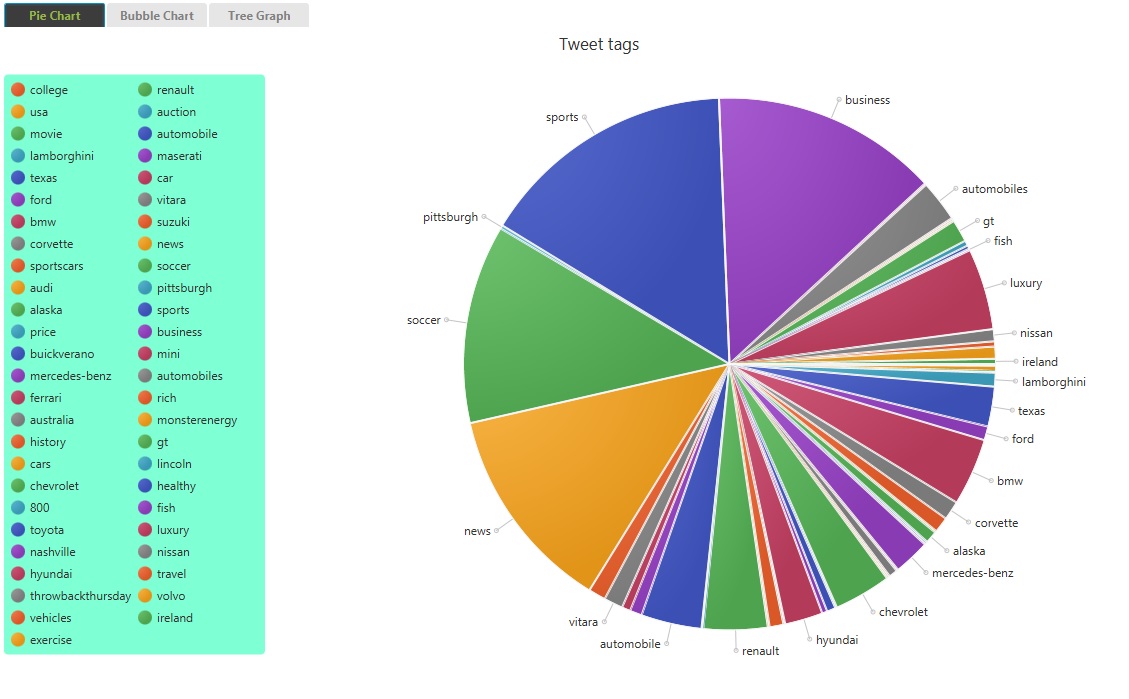 Pie Chart Bubble Chart Tree Graph
Tweet tags
college renault
usa auction
movie automobile
lamborghini maserati
texas car
ford vitara
bmw suzuki
corvette news
sportscars soccer
audi pittsburgh
alaska sports
price business
buickverano mini
mercedes-benz automobiles
ferrari rich
australia monsterenergy
history gt
cars lincoln
chevrolet healthy
800 fish
toyota luxury
nashville nissan
hyundai travel
throwbackthursday volvo
vehicles ireland
exercise
business
sports
automobiles
pittsburgh
gt
fish
luxury
soccer
nissan
ireland
lamborghini
texas
ford
bmw
corvette
news
alaska
mercedes-benz
chevrolet
vitara
hyundai
automobile
renault